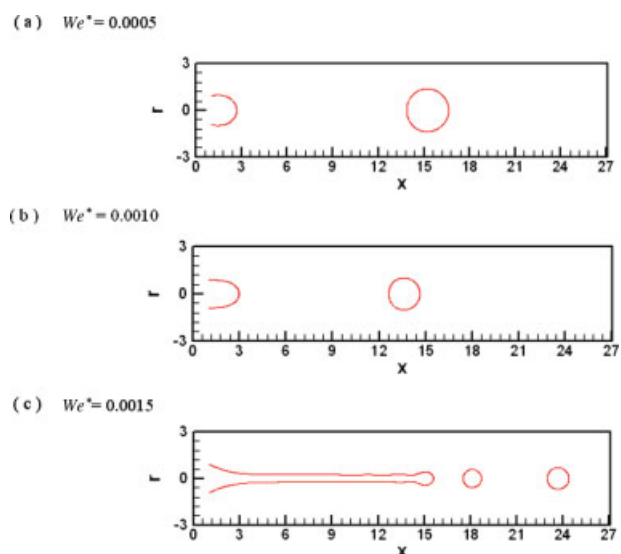 ( a ) We* = 0.0005
3
0
-3
r
0 3 6 9 12 15 18 21 24 27
X
( b ) We* = 0.0010
3
0
-3
r
0 3 6 9 12 15 18 21 24 27
X
( c ) We* = 0.0015
3
0
-3
r
0 3 6 9 12 15 18 21 24 27
X